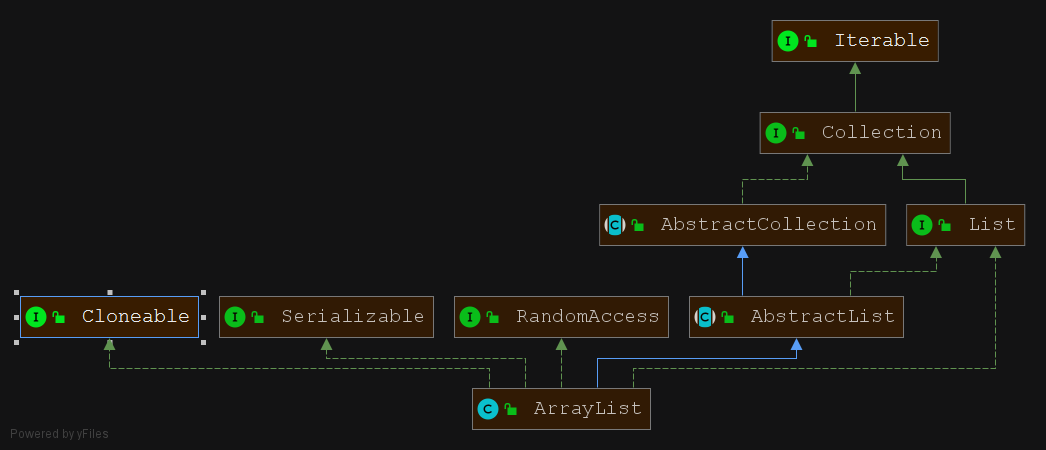 I Iterable
I Collection
C AbstractCollection
I List
I Cloneable
I Serializable
I RandomAccess
C AbstractList
C ArrayList
Powered by yFiles